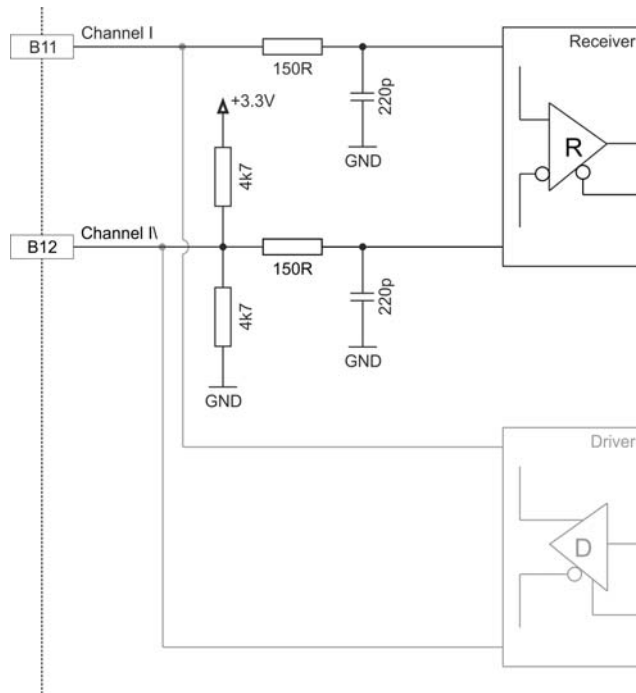 Channel I
Receiver
B11
150R
220p
+3.3V
GND
R
4k7
Channel I\
B12
150R
220p
4k7
GND
GND
Driver
D